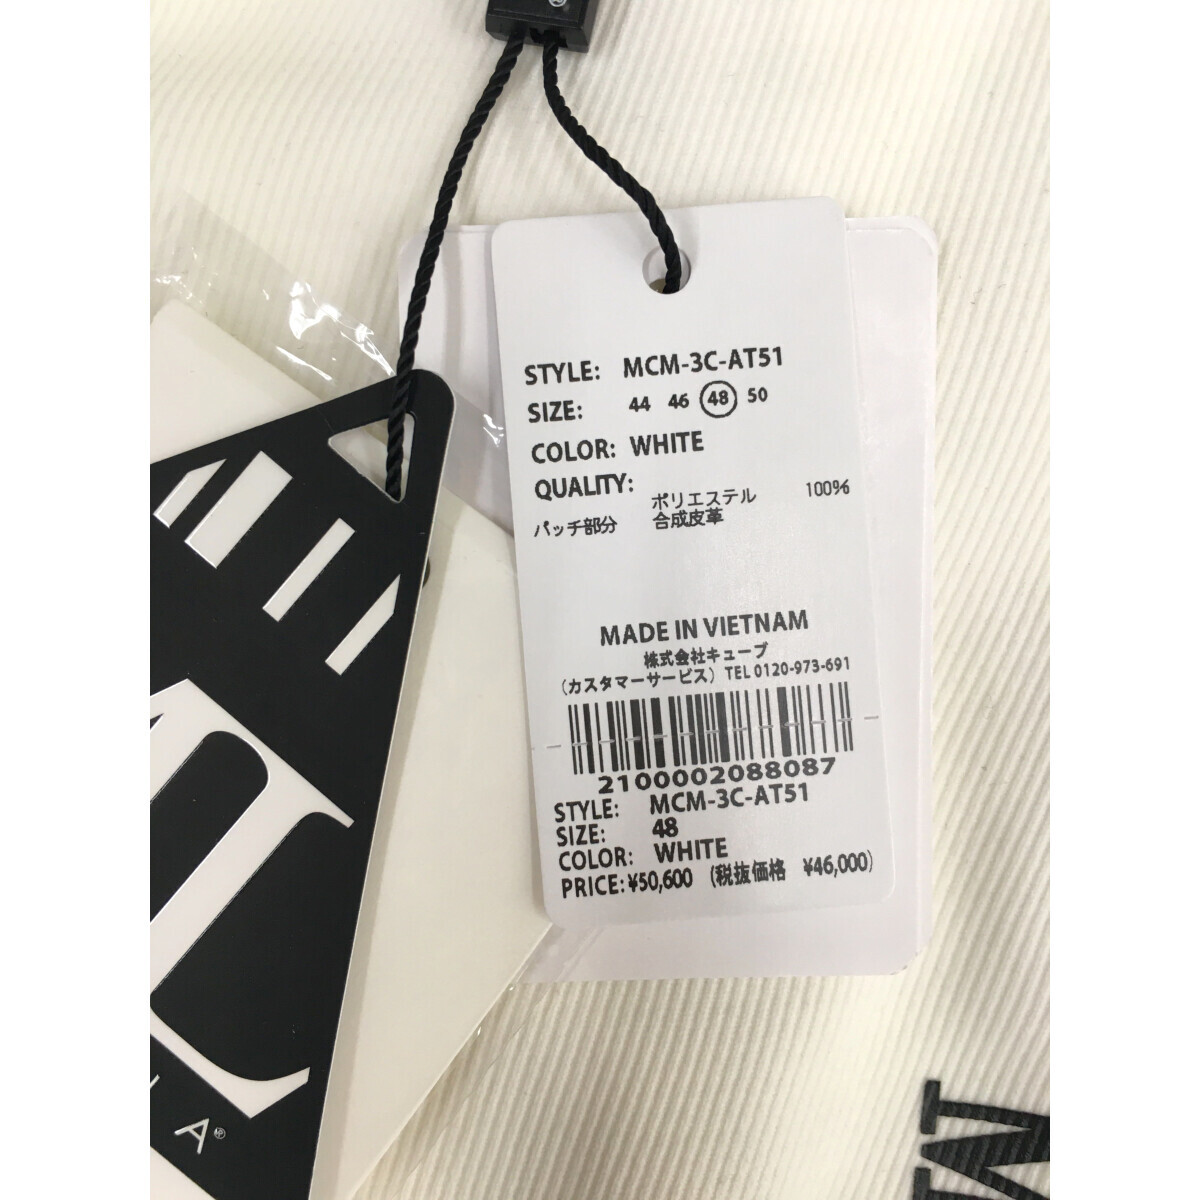 STYLE: MCM-3C-AT51
SIZE: 44 46 48 50
COLOR: WHITE
QUALITY:
ポリエステル 100%
パッチ部分 合成皮革
MADE IN VIETNAM
株式会社キューブ
(カスタマーサービス) TEL 0120-973-691
2100002088087
STYLE: MCM-3C-AT51
SIZE: 48
COLOR: WHITE
PRICE:¥50,600 (税抜価格 ¥46,000)
A®
M